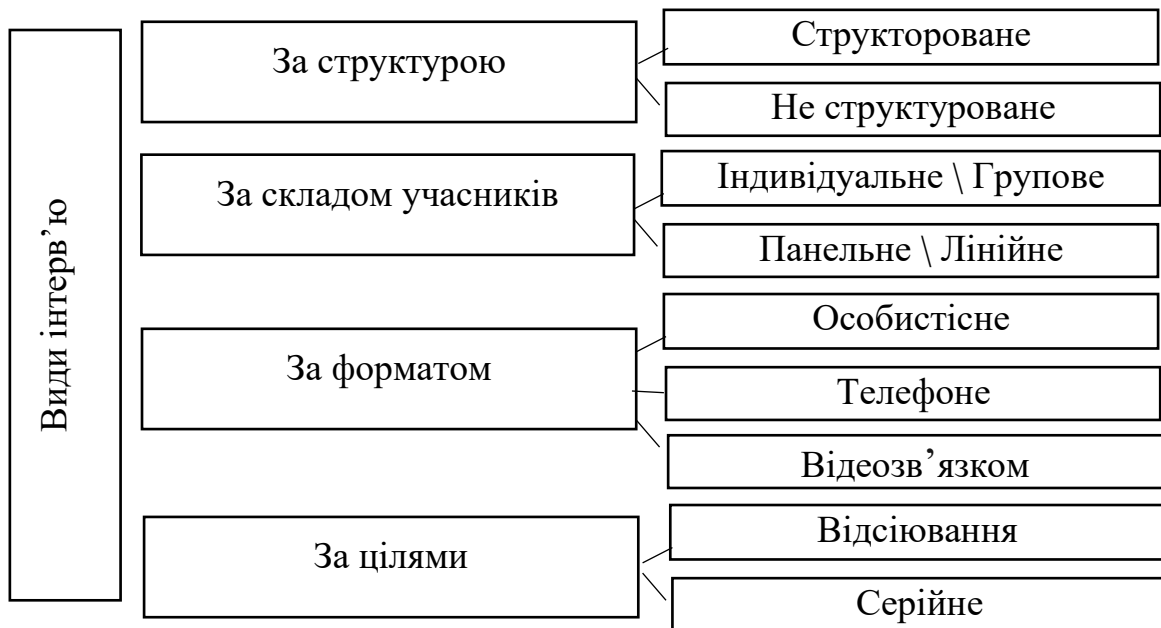 Види інтерв’ю
За структурою
Структороване
Не структуроване
За складом учасників
Індивідуальне \ Групове
Панельне \ Лінійне
За форматом
Особистісне
Телефоне
Відеозв’язком
За цілями
Відсіювання
Серійне